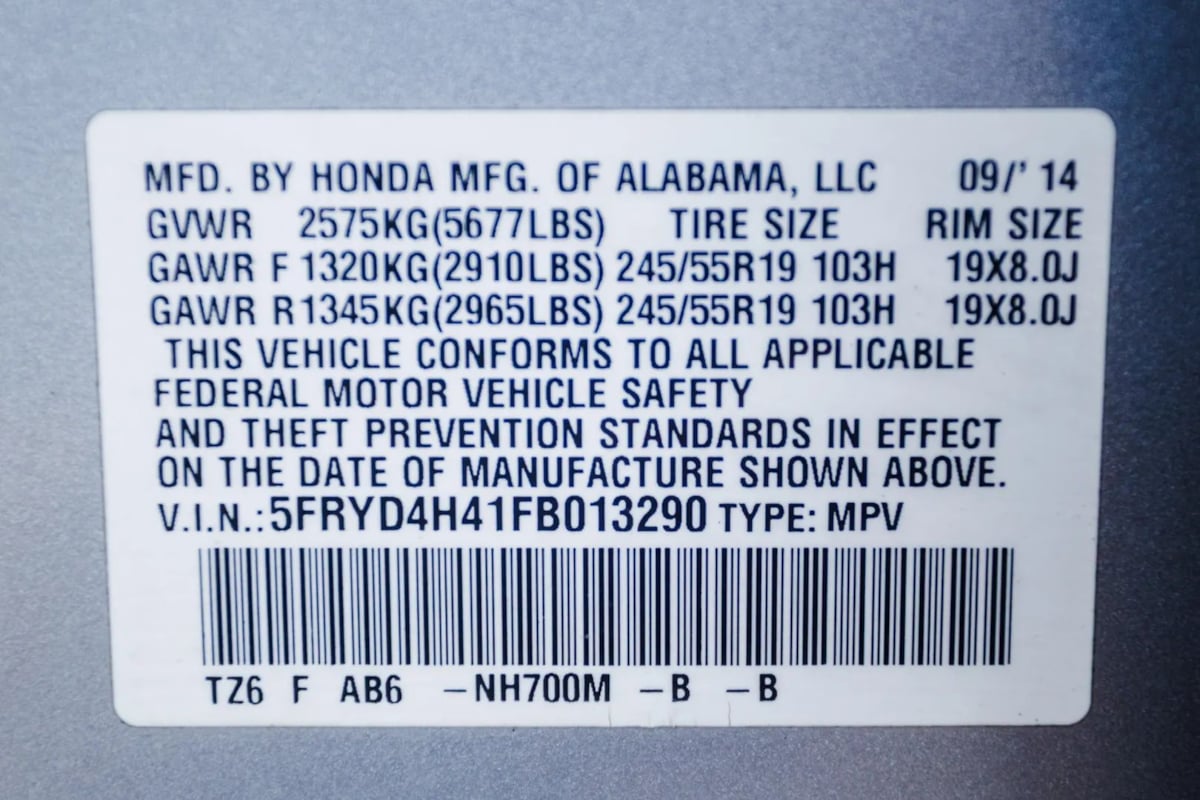 MFD. BY HONDA MFG. OF ALABAMA, LLC 09/' 14
GVWR 2575KG(5677LBS) TIRE SIZE RIM SIZE
GAWR F 1320KG(2910LBS) 245/55R19 103H 19X8.0J
GAWR R 1345KG(2965LBS) 245/55R19 103H 19X8.0J
THIS VEHICLE CONFORMS TO ALL APPLICABLE
FEDERAL MOTOR VEHICLE SAFETY
AND THEFT PREVENTION STANDARDS IN EFFECT
ON THE DATE OF MANUFACTURE SHOWN ABOVE.
V.I.N.: 5FRYD4H41FB013290 TYPE: MPV
TZ6 F AB6 -NH700M -B -B